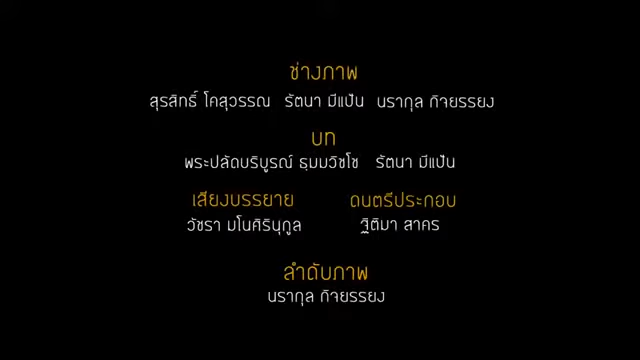 ช่างภาพ
สุรสิทธิ์ โคสุวรรณ รัตนา มีแป้น นรากุล กิจยรรยง
บท
พระปลัดบริบูรณ์ ธมฺมวิชโช รัตนา มีแป้น
เสียงบรรยาย ดนตรีประกอบ
วัชรา มโนศิรินุกูล ฐิติมา สาคร
ลำดับภาพ
นรากุล กิจยรรยง